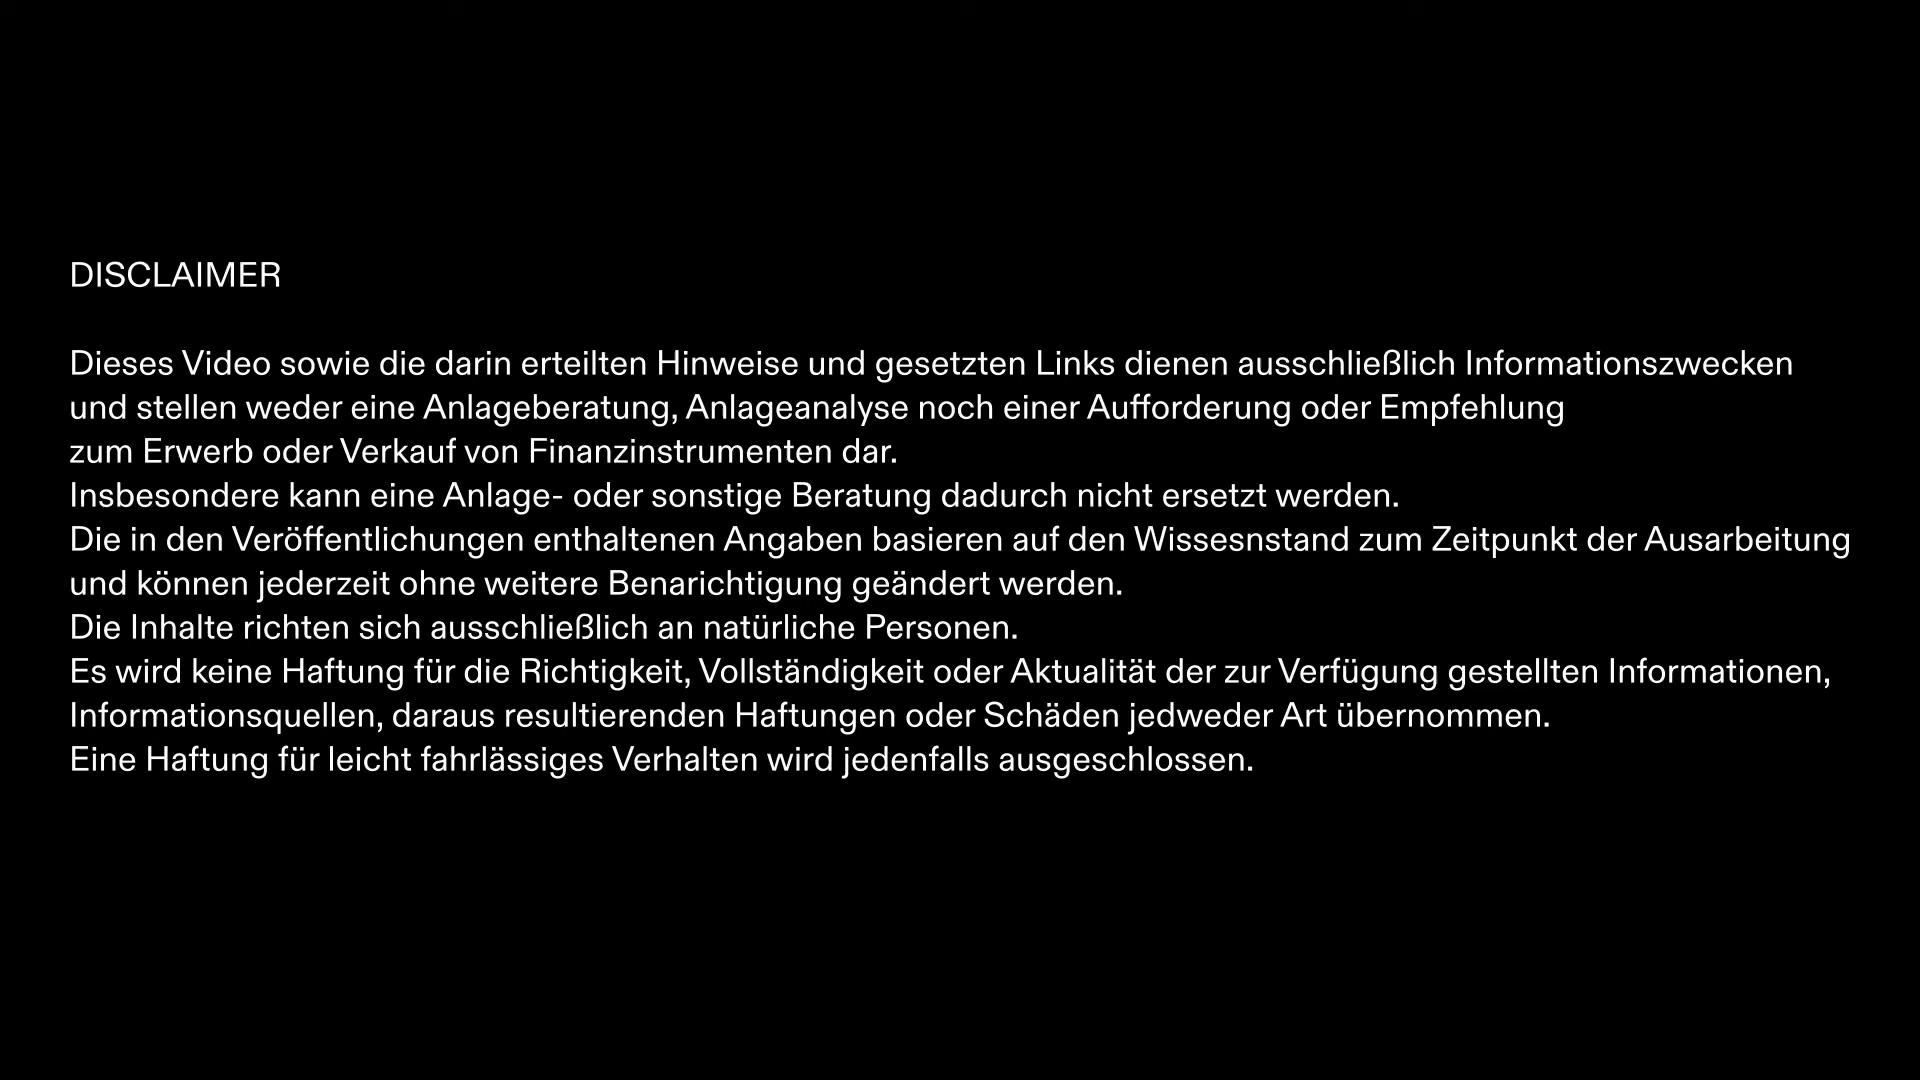 DISCLAIMER
Dieses Video sowie die darin erteilten Hinweise und gesetzten Links dienen ausschließlich Informationszwecken
und stellen weder eine Anlageberatung, Anlageanalyse noch einer Aufforderung oder Empfehlung
zum Erwerb oder Verkauf von Finanzinstrumenten dar.
Insbesondere kann eine Anlage- oder sonstige Beratung dadurch nicht ersetzt werden.
Die in den Veröffentlichungen enthaltenen Angaben basieren auf den Wissesnstand zum Zeitpunkt der Ausarbeitung
und können jederzeit ohne weitere Benarichtigung geändert werden.
Die Inhalte richten sich ausschließlich an natürliche Personen.
Es wird keine Haftung für die Richtigkeit, Vollständigkeit oder Aktualität der zur Verfügung gestellten Informationen,
Informationsquellen, daraus resultierenden Haftungen oder Schäden jedweder Art übernommen.
Eine Haftung für leicht fahrlässiges Verhalten wird jedenfalls ausgeschlossen.